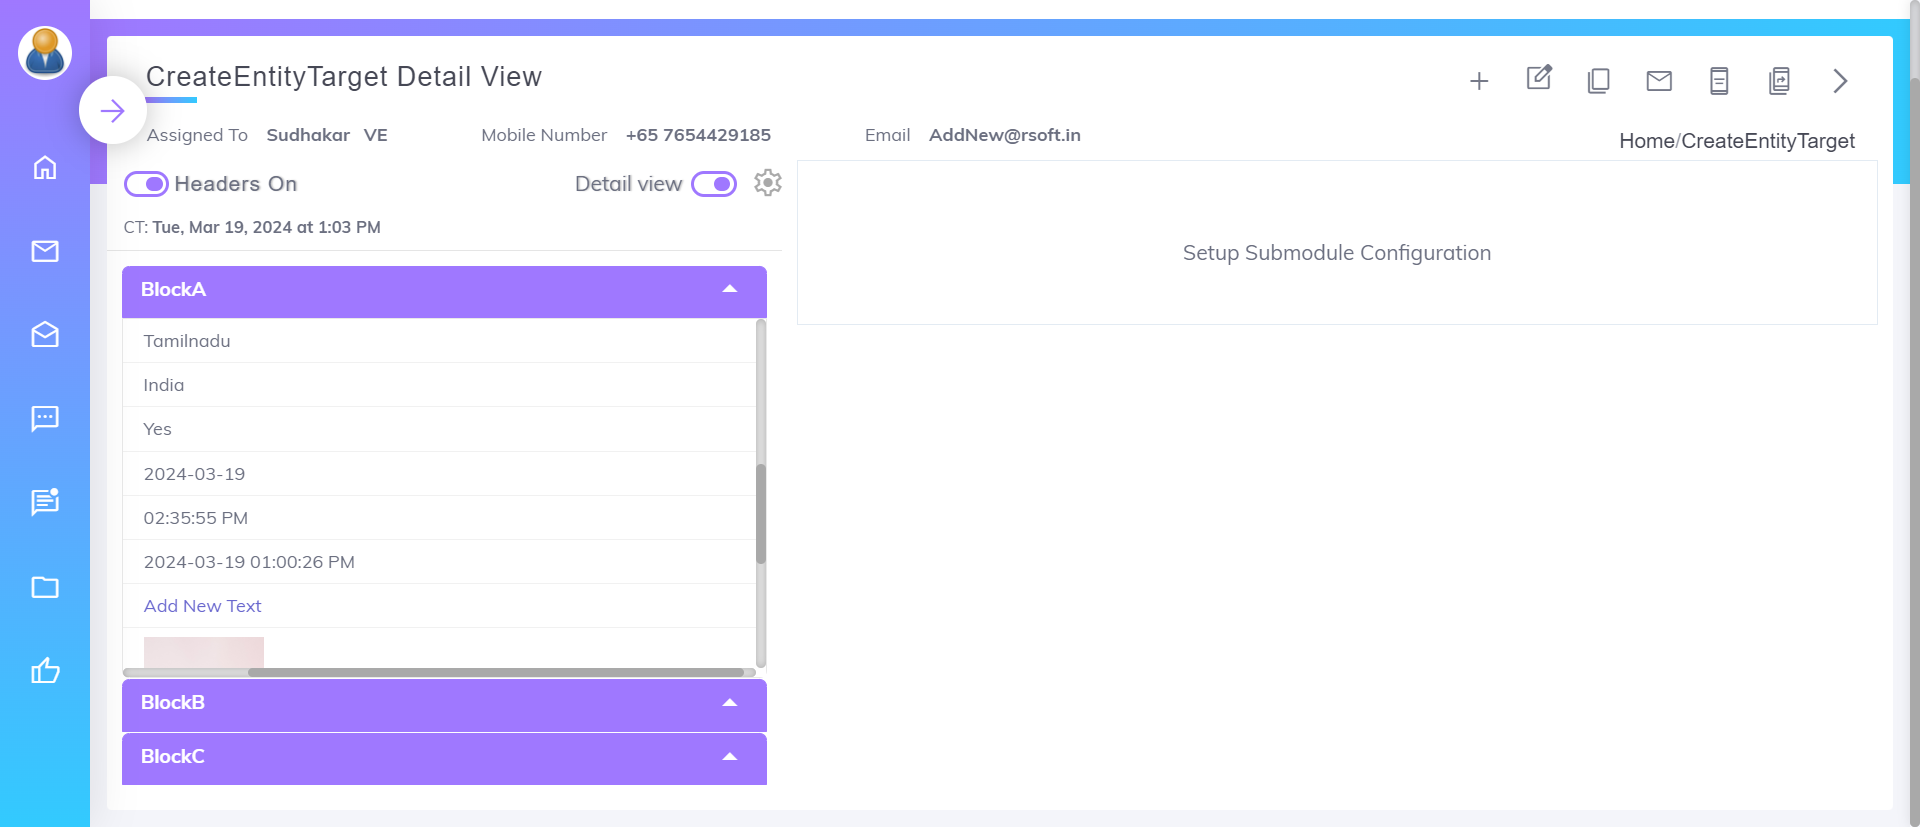 CreateEntityTarget Detail View
Assigned To Sudhakar VE Mobile Number +65 7654429185 Email AddNew@rsoft.in
Home/CreateEntityTarget
Headers On Detail view
CT: Tue, Mar 19, 2024 at 1:03 PM
Setup Submodule Configuration
BlockA
Tamilnadu
India
Yes
2024-03-19
02:35:55 PM
2024-03-19 01:00:26 PM
Add New Text
BlockB
BlockC